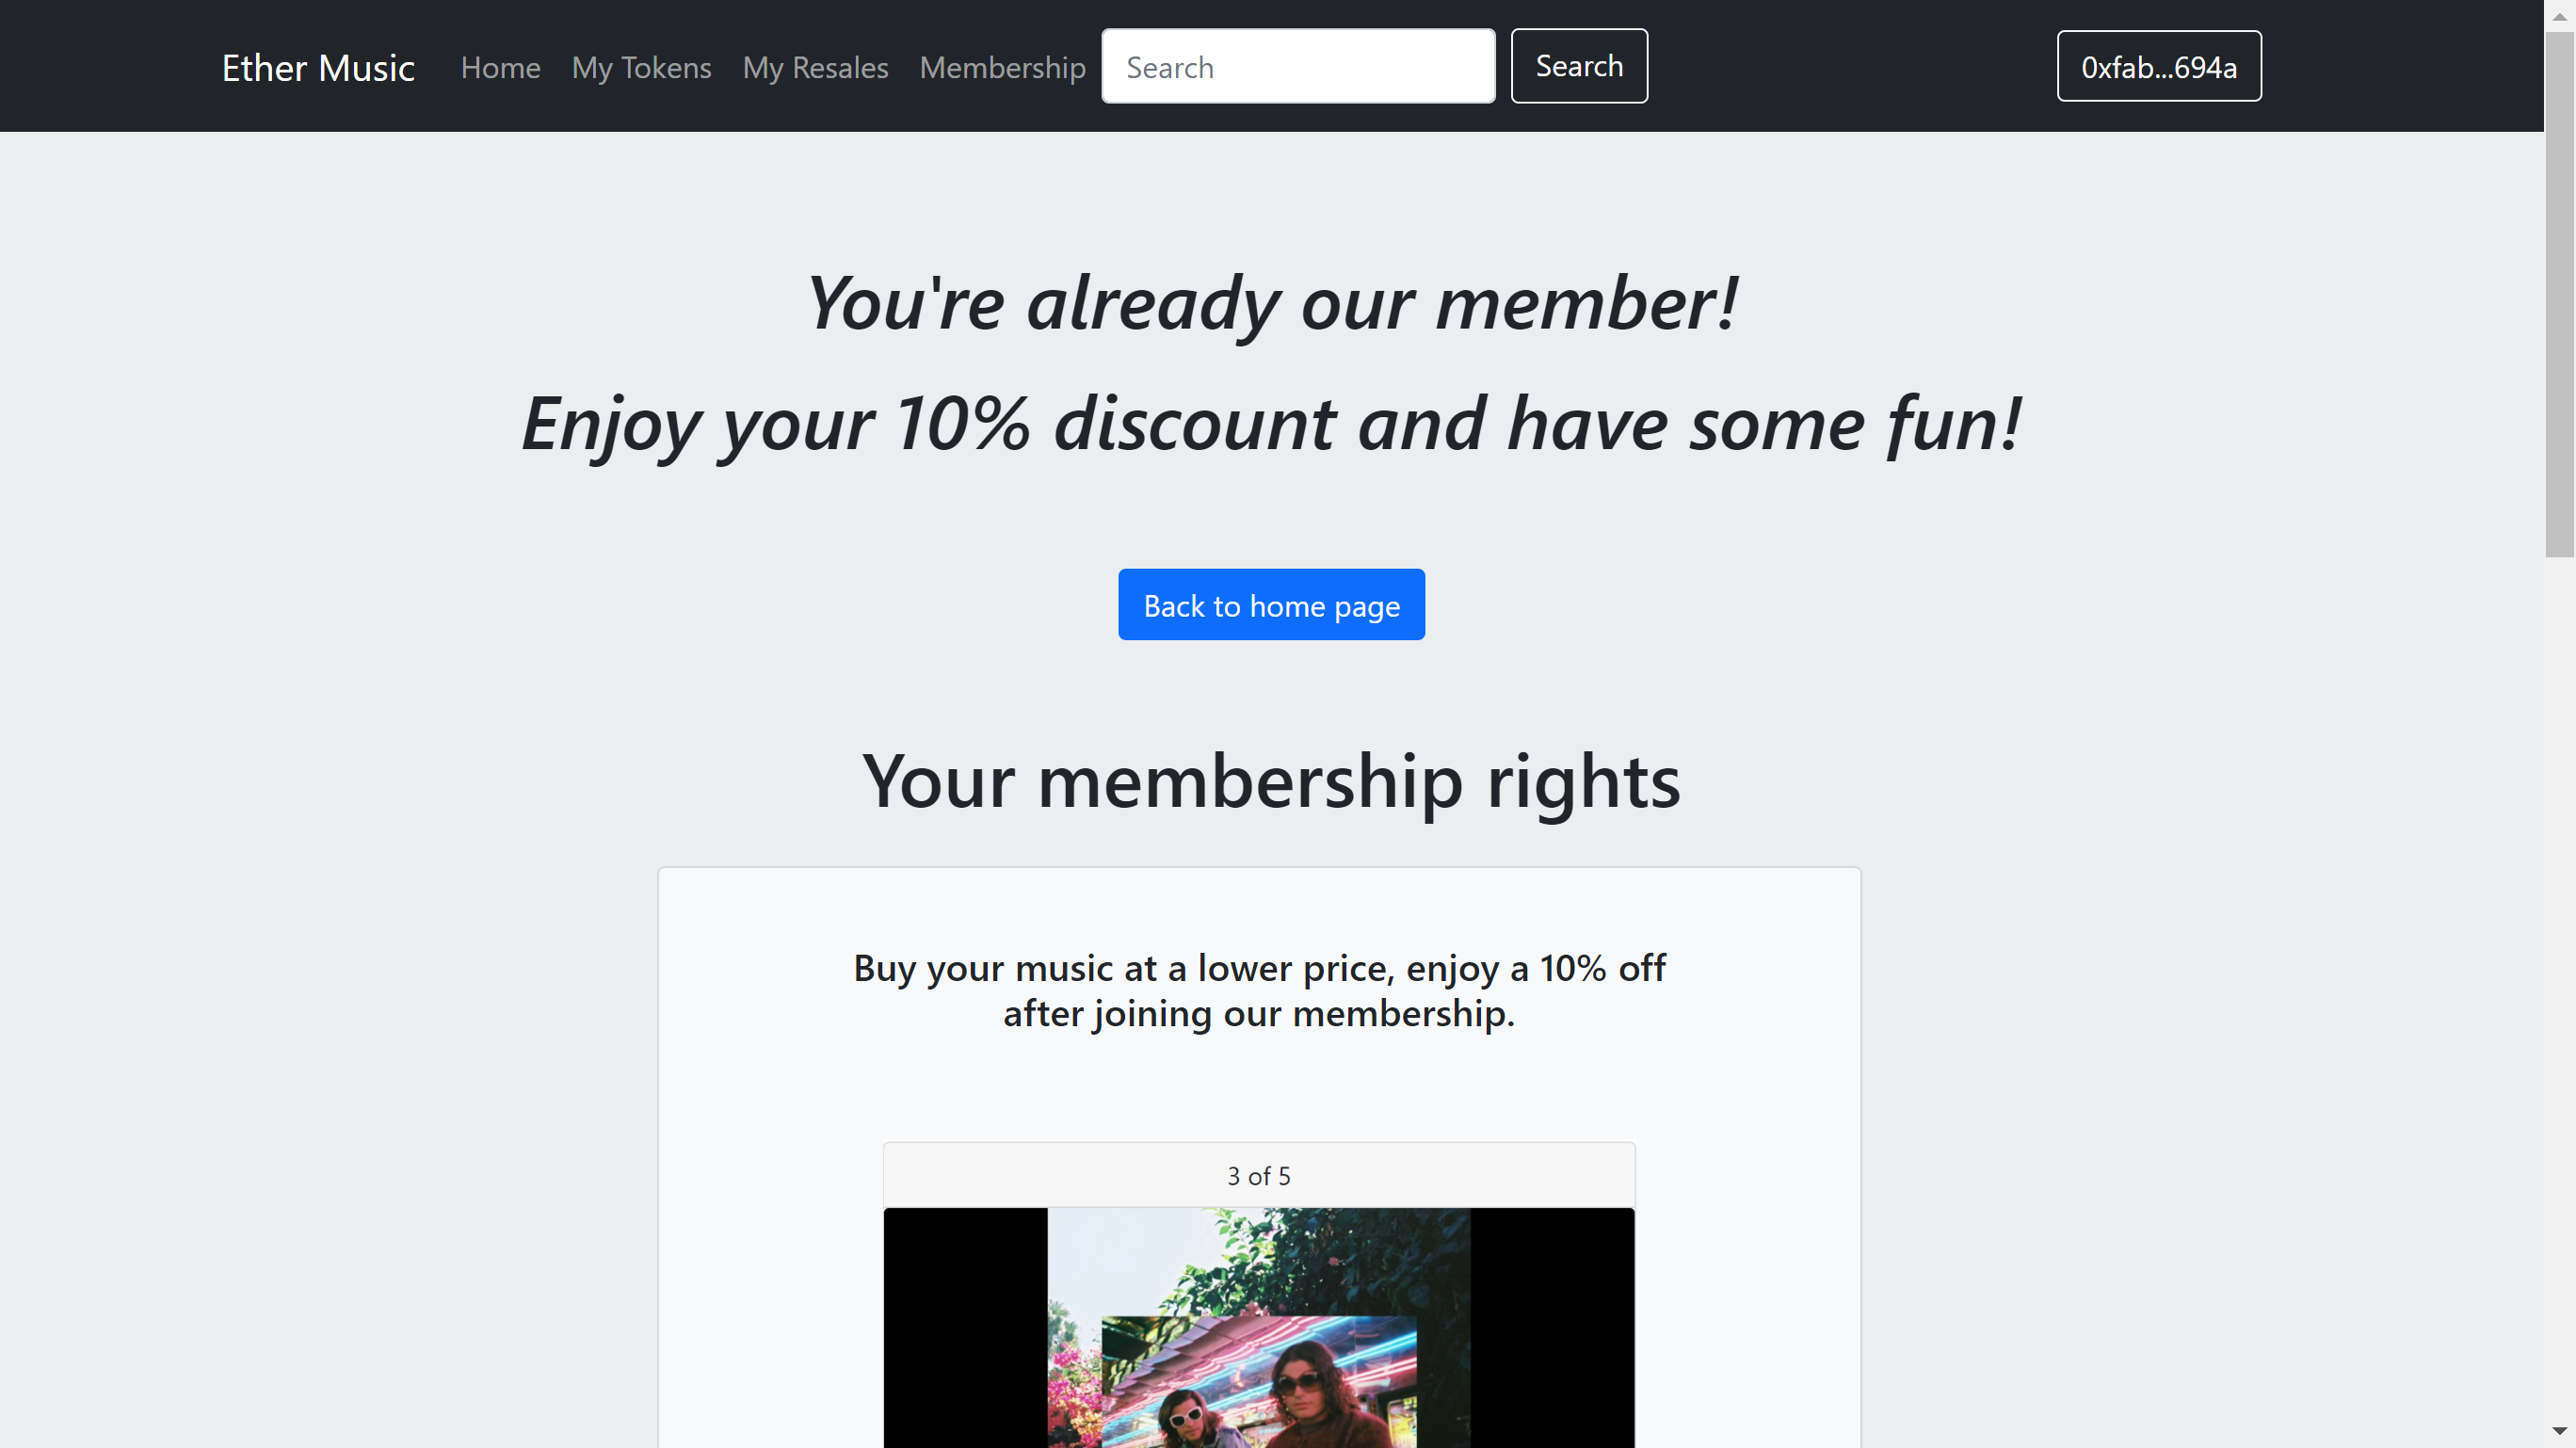 Ether Music Home My Tokens My Resales Membership Search Search 0xfab...694a
You're already our member!
Enjoy your 10% discount and have some fun!
Back to home page
Your membership rights
Buy your music at a lower price, enjoy a 10% off
after joining our membership.
3 of 5